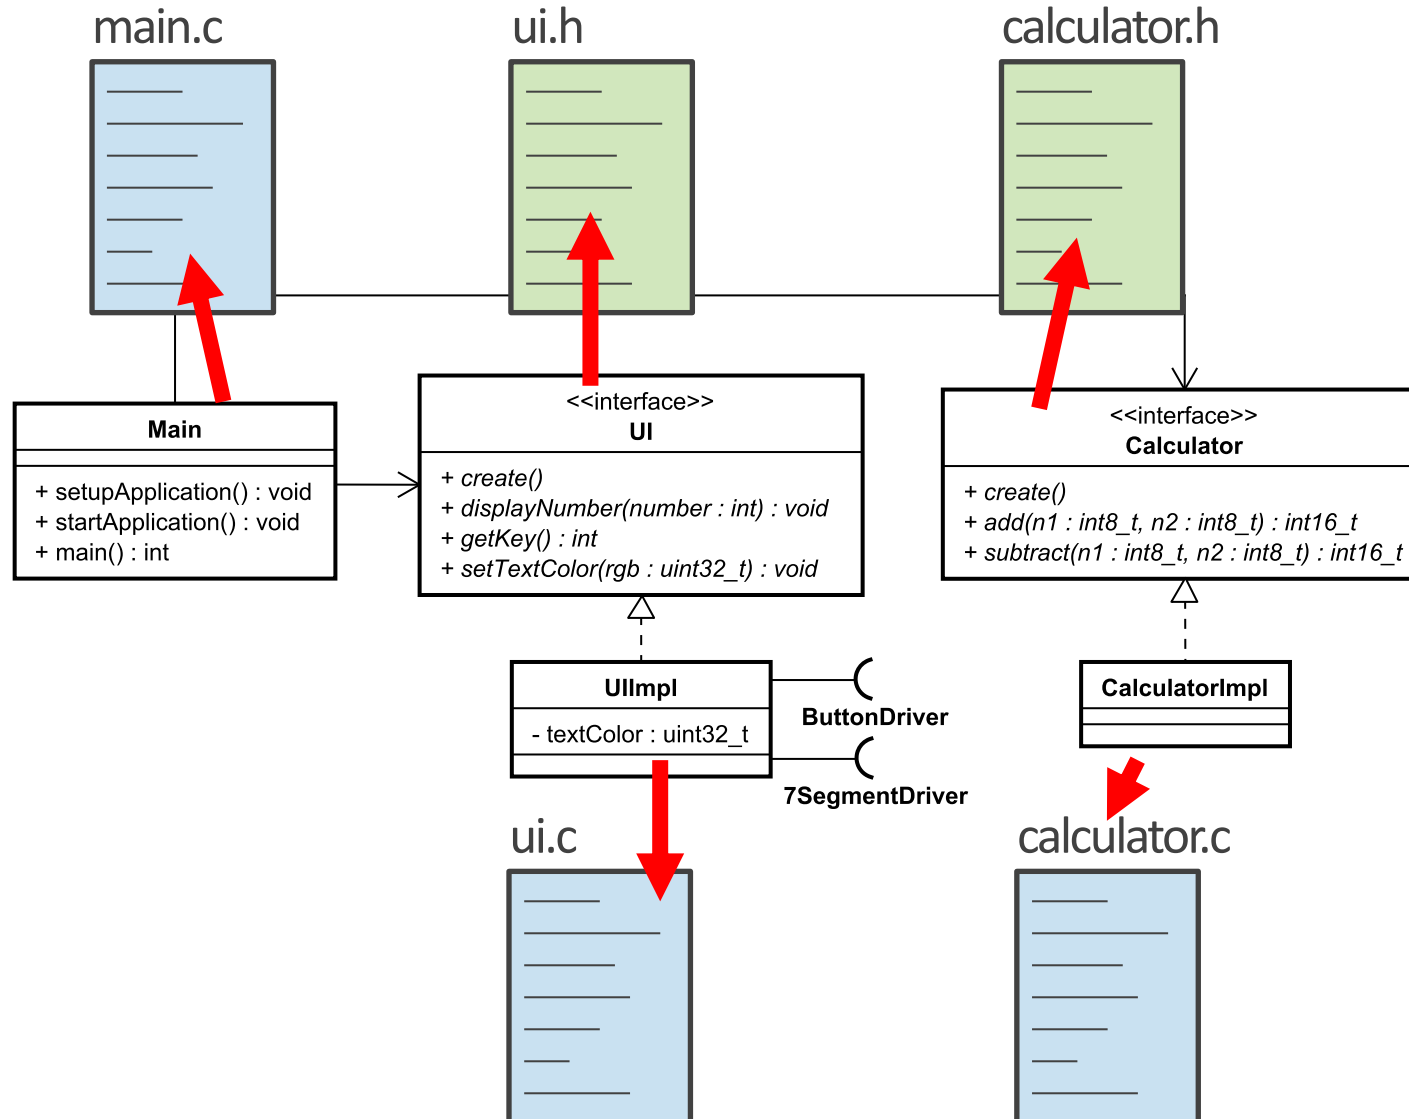 main.c
ui.h
calculator.h
Main
+ setupApplication() : void
+ startApplication() : void
+ main() : int
<<interface>>
UI
+ create()
+ displayNumber(number : int) : void
+ getKey() : int
+ setTextColor(rgb : uint32_t) : void
<<interface>>
Calculator
+ create()
+ add(n1 : int8_t, n2 : int8_t) : int16_t
+ subtract(n1 : int8_t, n2 : int8_t) : int16_t
UIImpl
- textColor : uint32_t
ButtonDriver
7SegmentDriver
CalculatorImpl
ui.c
calculator.c